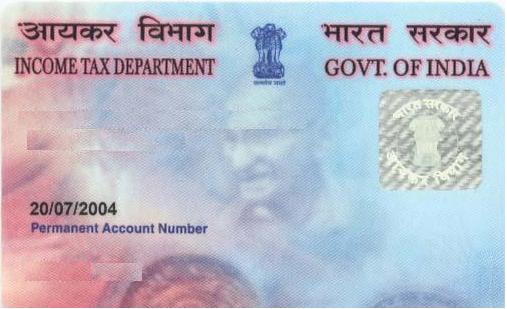 आयकर विभाग
INCOME TAX DEPARTMENT
सत्यमेव जयते
भारत सरकार
GOVT. OF INDIA
भारत सरकार
आयकर विभाग
20/07/2004
Permanent Account Number